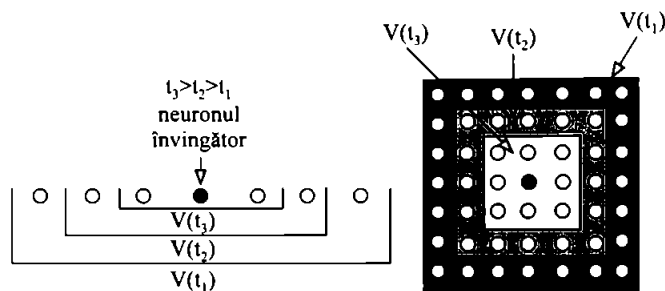 t₃>t₂>t₁
neuronul
învingător
V(t₃)
V(t₂)
V(t₁)
V(t₃)
V(t₂)
V(t₁)